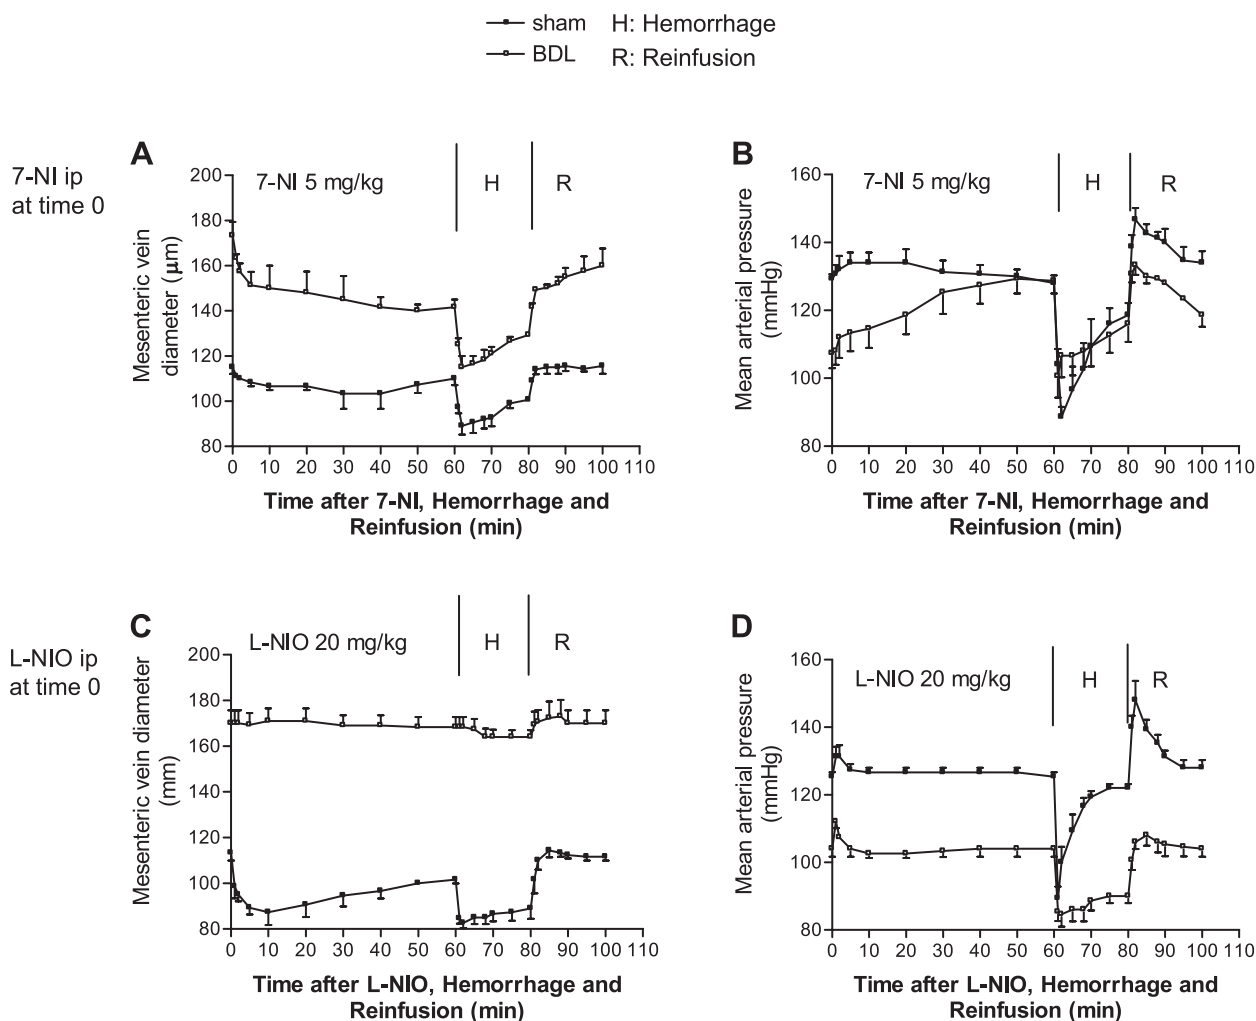 sham H: Hemorrhage
BDL R: Reinfusion
7-NI ip
at time 0
A
7-NI 5 mg/kg H R
Mesenteric vein
diameter (μm)
200
180
160
140
120
100
80
0 10 20 30 40 50 60 70 80 90 100 110
Time after 7-NI, Hemorrhage and
Reinfusion (min)
B
7-NI 5 mg/kg H R
Mean arterial pressure
(mmHg)
160
140
120
100
80
0 10 20 30 40 50 60 70 80 90 100 110
Time after 7-NI, Hemorrhage and
Reinfusion (min)
L-NIO ip
at time 0
C
L-NIO 20 mg/kg H R
Mesenteric vein diameter
(mm)
200
180
160
140
120
100
80
0 10 20 30 40 50 60 70 80 90 100 110
Time after L-NIO, Hemorrhage and
Reinfusion (min)
D
L-NIO 20 mg/kg H R
Mean arterial pressure
(mmHg)
160
140
120
100
80
0 10 20 30 40 50 60 70 80 90 100 110
Time after L-NIO, Hemorrhage and
Reinfusion (min)